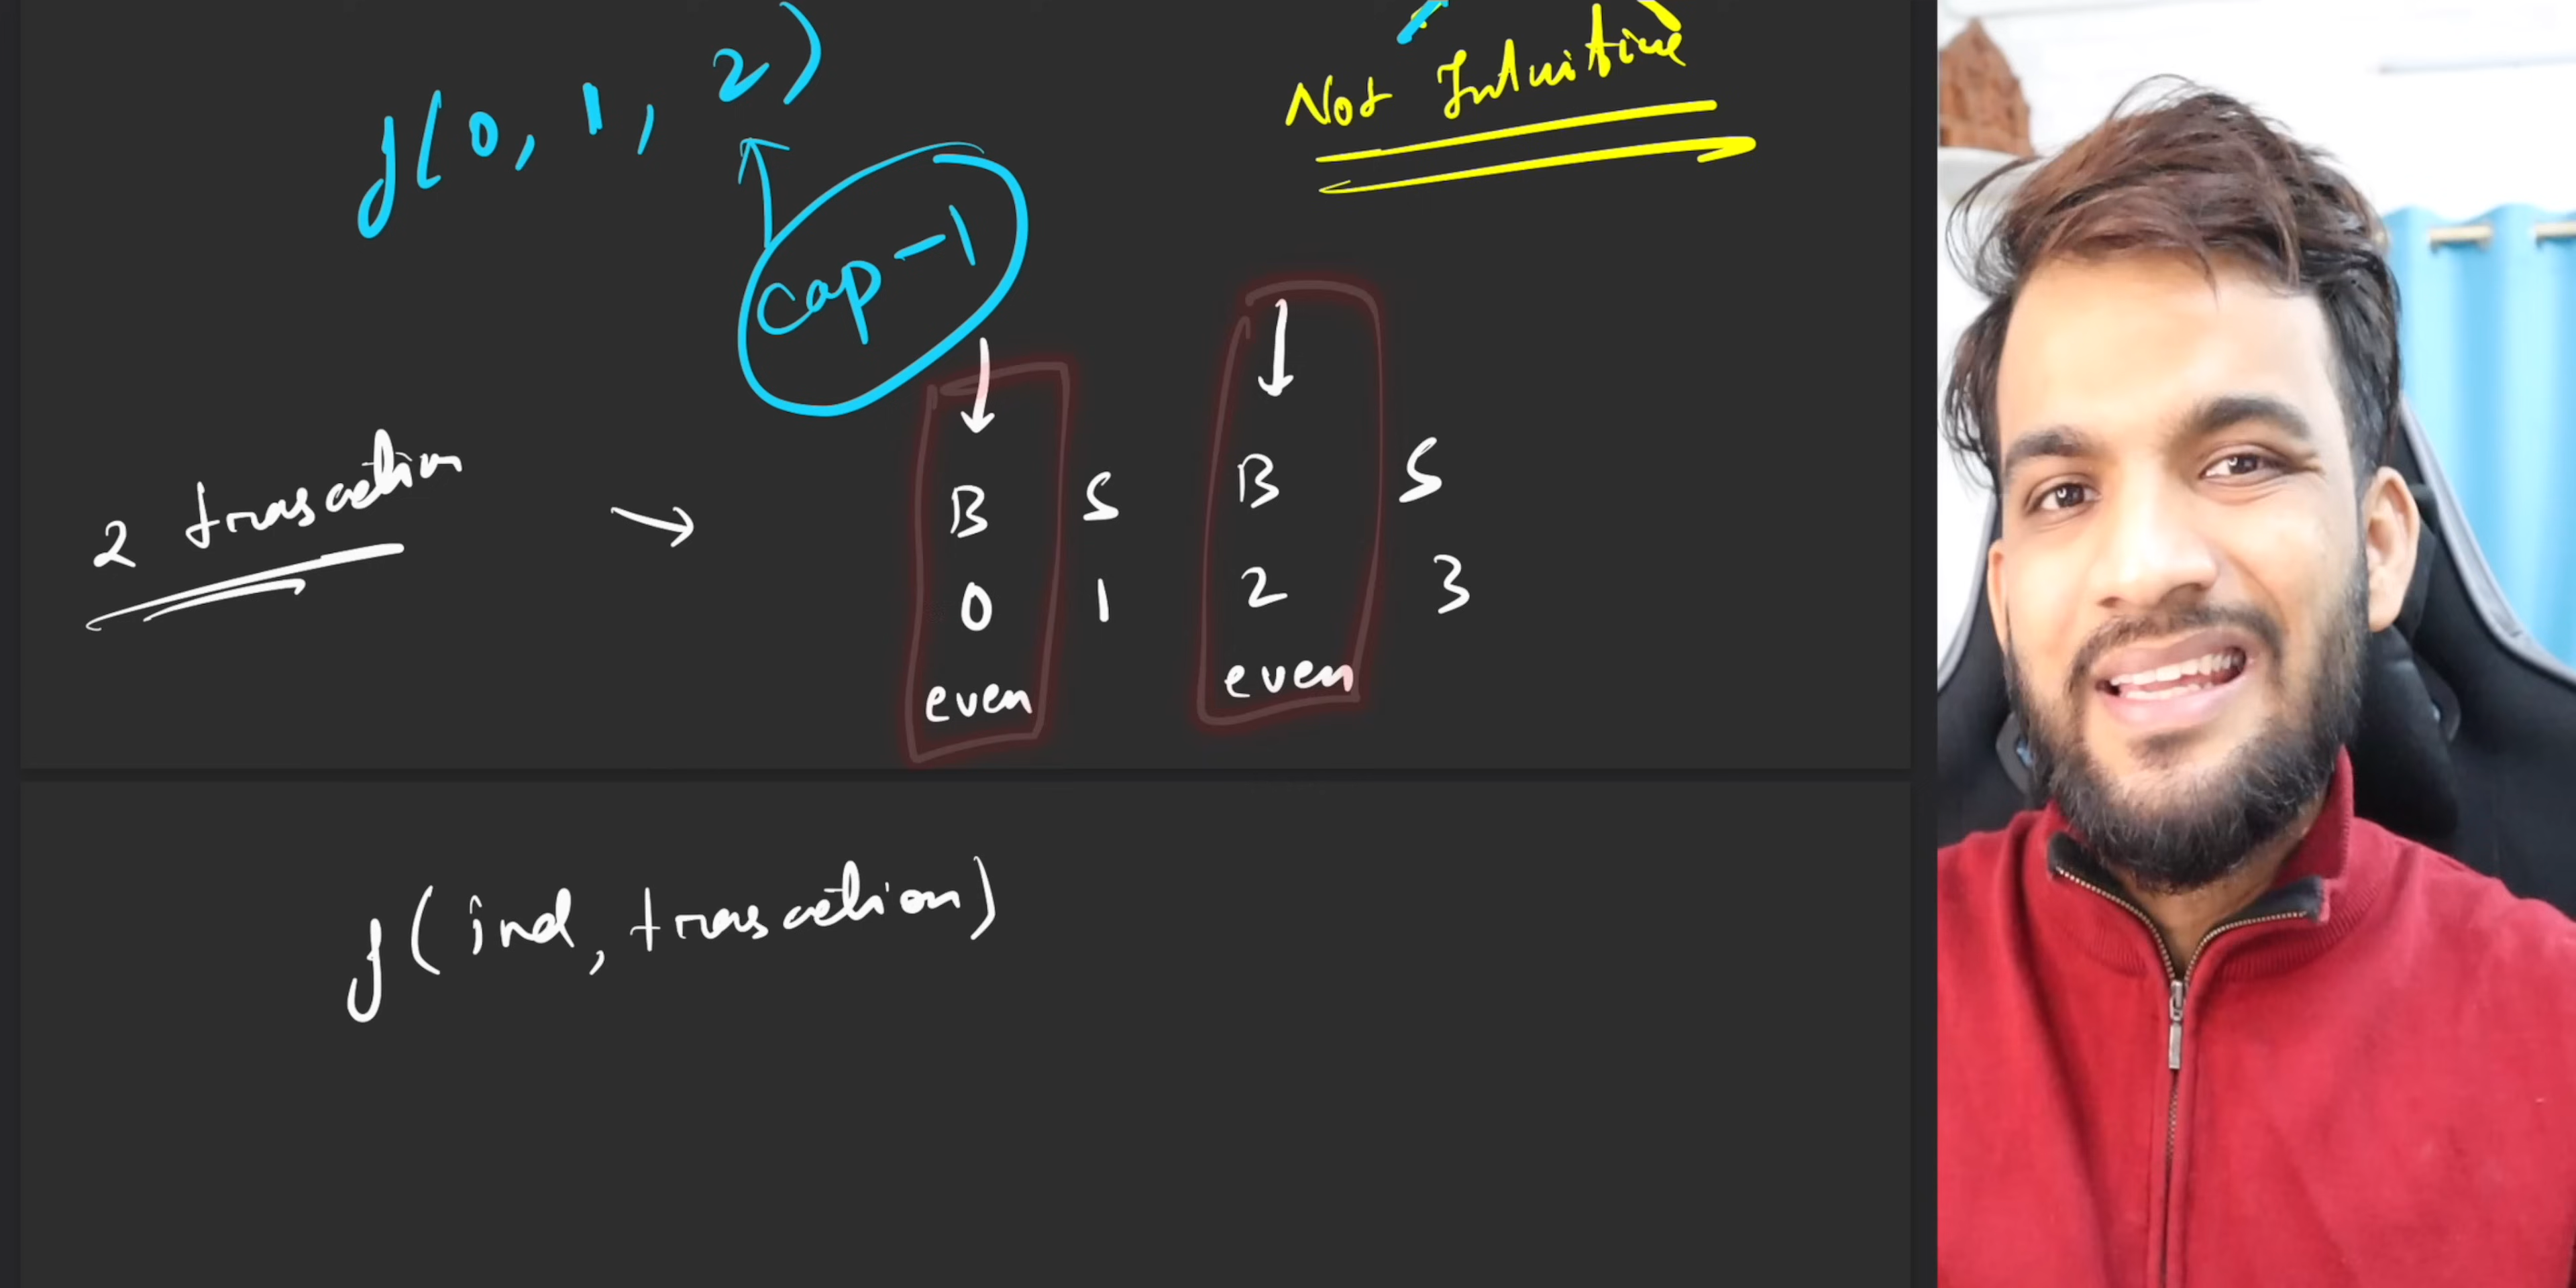 f(0, 1, 2)
Not Intuitive
cap-1
2 trasaction → B S B S
0 1 2 3
even even
f(ind, trasaction)